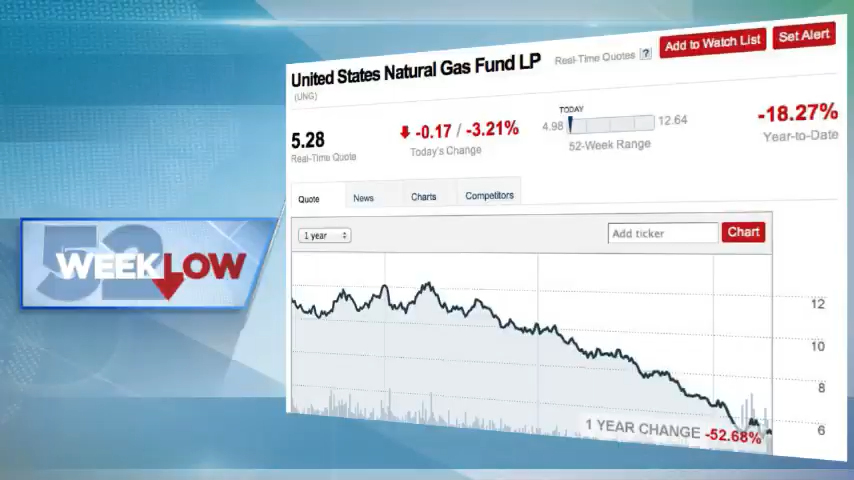 52
WEEK LOW
United States Natural Gas Fund LP
(UNG)
Real-Time Quotes ?
Add to Watch List
Set Alert
5.28
Real-Time Quote
-0.17 / -3.21%
Today's Change
TODAY
4.98
12.64
52-Week Range
-18.27%
Year-to-Date
Quote
News
Charts
Competitors
1 year
Add ticker
Chart
12
10
8
6
1 YEAR CHANGE -52.68%